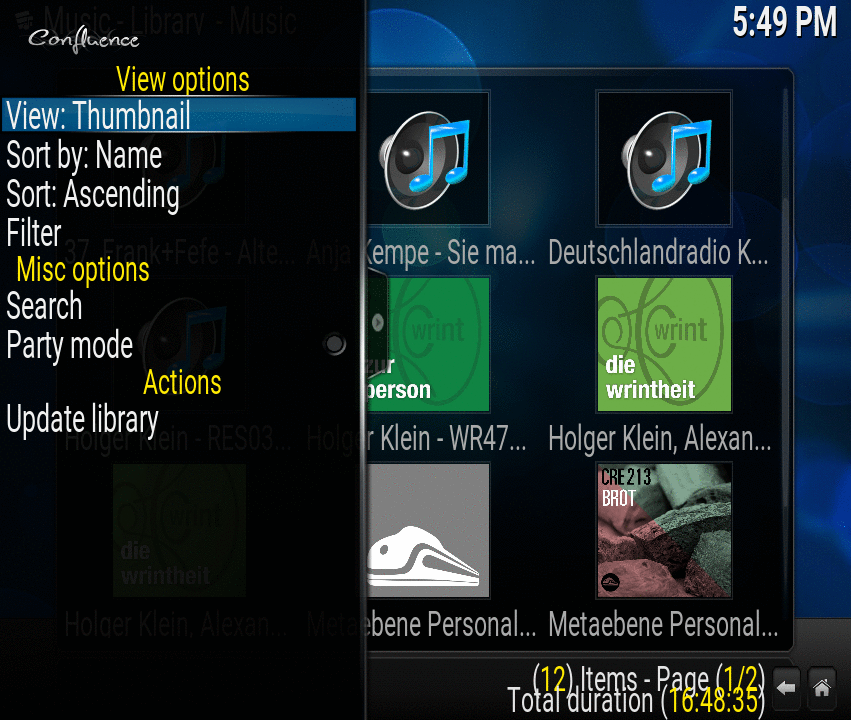 Music - Library - Music
5:49 PM
Confluence
View options
View: Thumbnail
Sort by: Name
Sort: Ascending
Filter
Misc options
Search
Party mode
Actions
Update library
37. Frank+Fefe - Alte...
Anja Kempe - Sie ma...
Deutschlandradio K...
wrint
zur
person
wrint
die
wrintheit
Holger Klein - RES03...
Holger Klein - WR47...
Holger Klein, Alexan...
die
wrintheit
CRE 213
BROT
Holger Klein, Alexan...
Metaebene Personal...
Metaebene Personal...
(12) Items - Page (1/2)
Total duration (16:48:35)